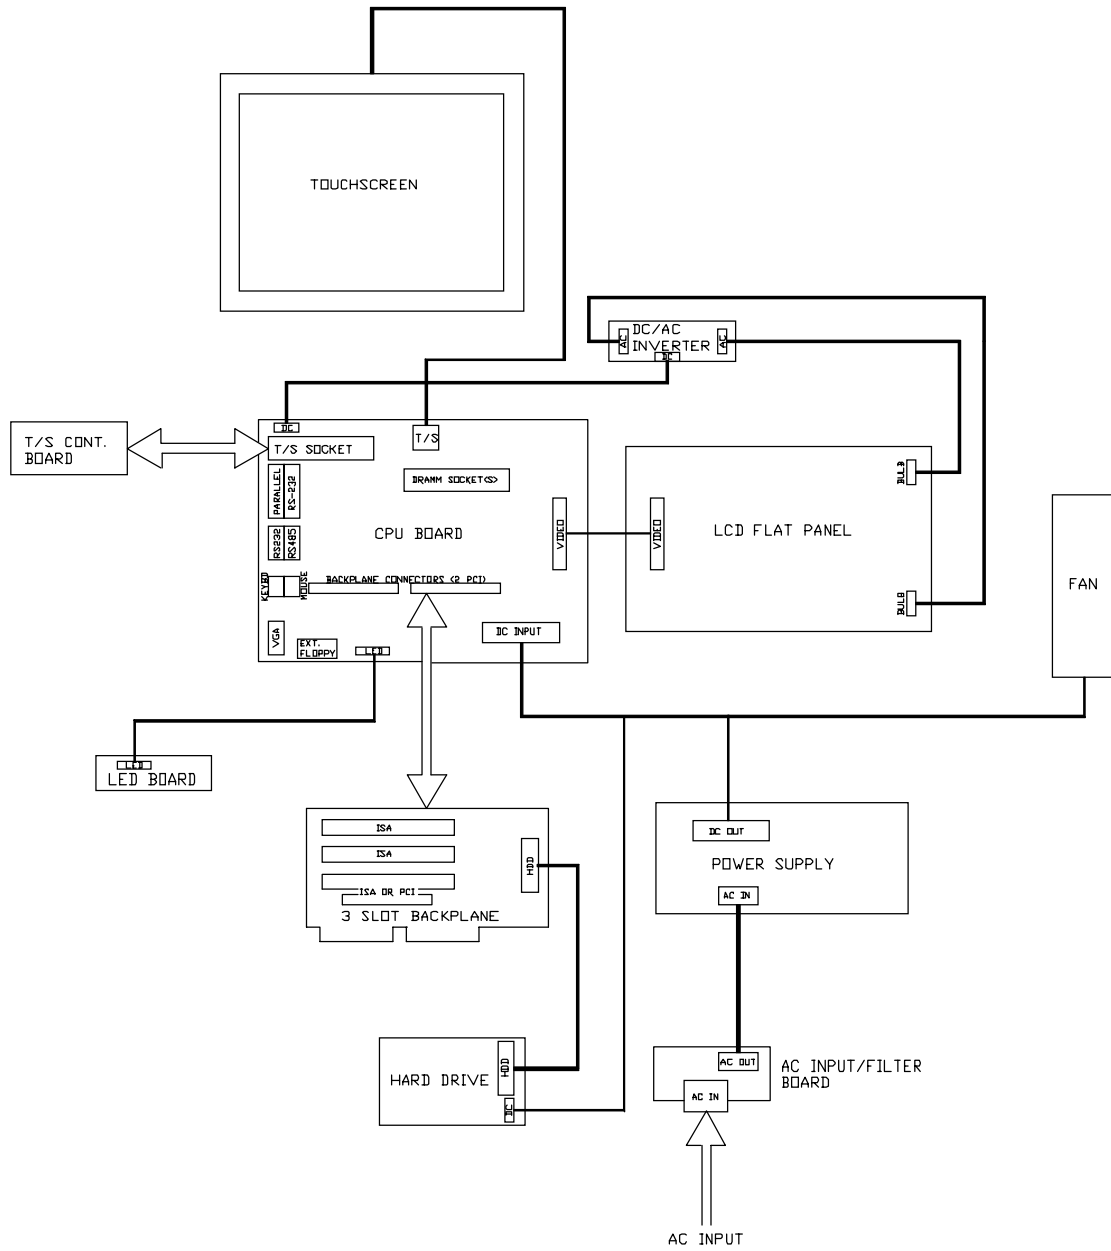 TOUCHSCREEN
DC/AC
INVERTER
AC
AC
DC
DC
T/S
T/S CONT.
BOARD
T/S SOCKET
DRAMM SOCKET<S>
PARALLEL
RS-232
RS232
RS485
CPU BOARD
VIDEO
VIDEO
LCD FLAT PANEL
BULB
BULB
FAN
KEYBD
MOUSE
BACKPLANE CONNECTORS <2 PCI>
VGA
EXT.
FLOPPY
LED
DC INPUT
LED
LED BOARD
ISA
ISA
ISA OR PCI
HDD
3 SLOT BACKPLANE
DC OUT
POWER SUPPLY
AC IN
HARD DRIVE
HDD
DC
AC OUT
AC IN
AC INPUT/FILTER
BOARD
AC INPUT